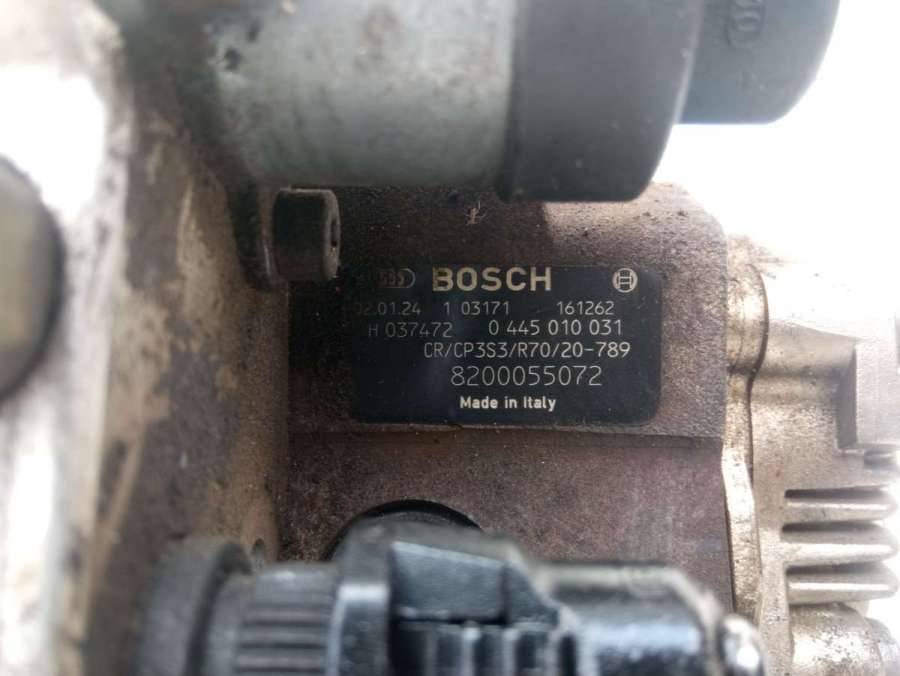 BOSCH
02.01.24 1 03171 161262
H 037472 0 445 010 031
CR/CP3S3/R70/20-789
8200055072
Made in Italy